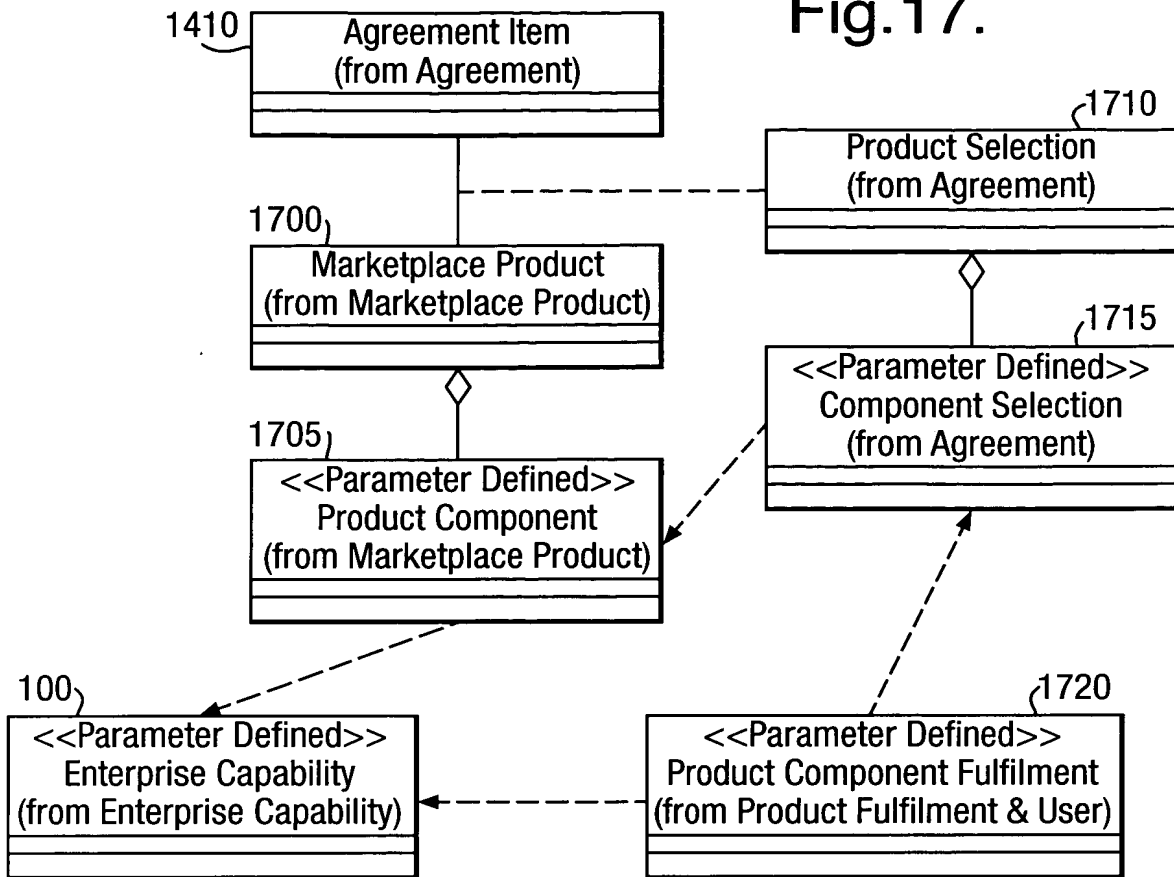 Fig.17.
1410
Agreement Item
(from Agreement)
1710
Product Selection
(from Agreement)
1700
Marketplace Product
(from Marketplace Product)
1715
<<Parameter Defined>>
Component Selection
(from Agreement)
1705
<<Parameter Defined>>
Product Component
(from Marketplace Product)
100
<<Parameter Defined>>
Enterprise Capability
(from Enterprise Capability)
1720
<<Parameter Defined>>
Product Component Fulfilment
(from Product Fulfilment & User)